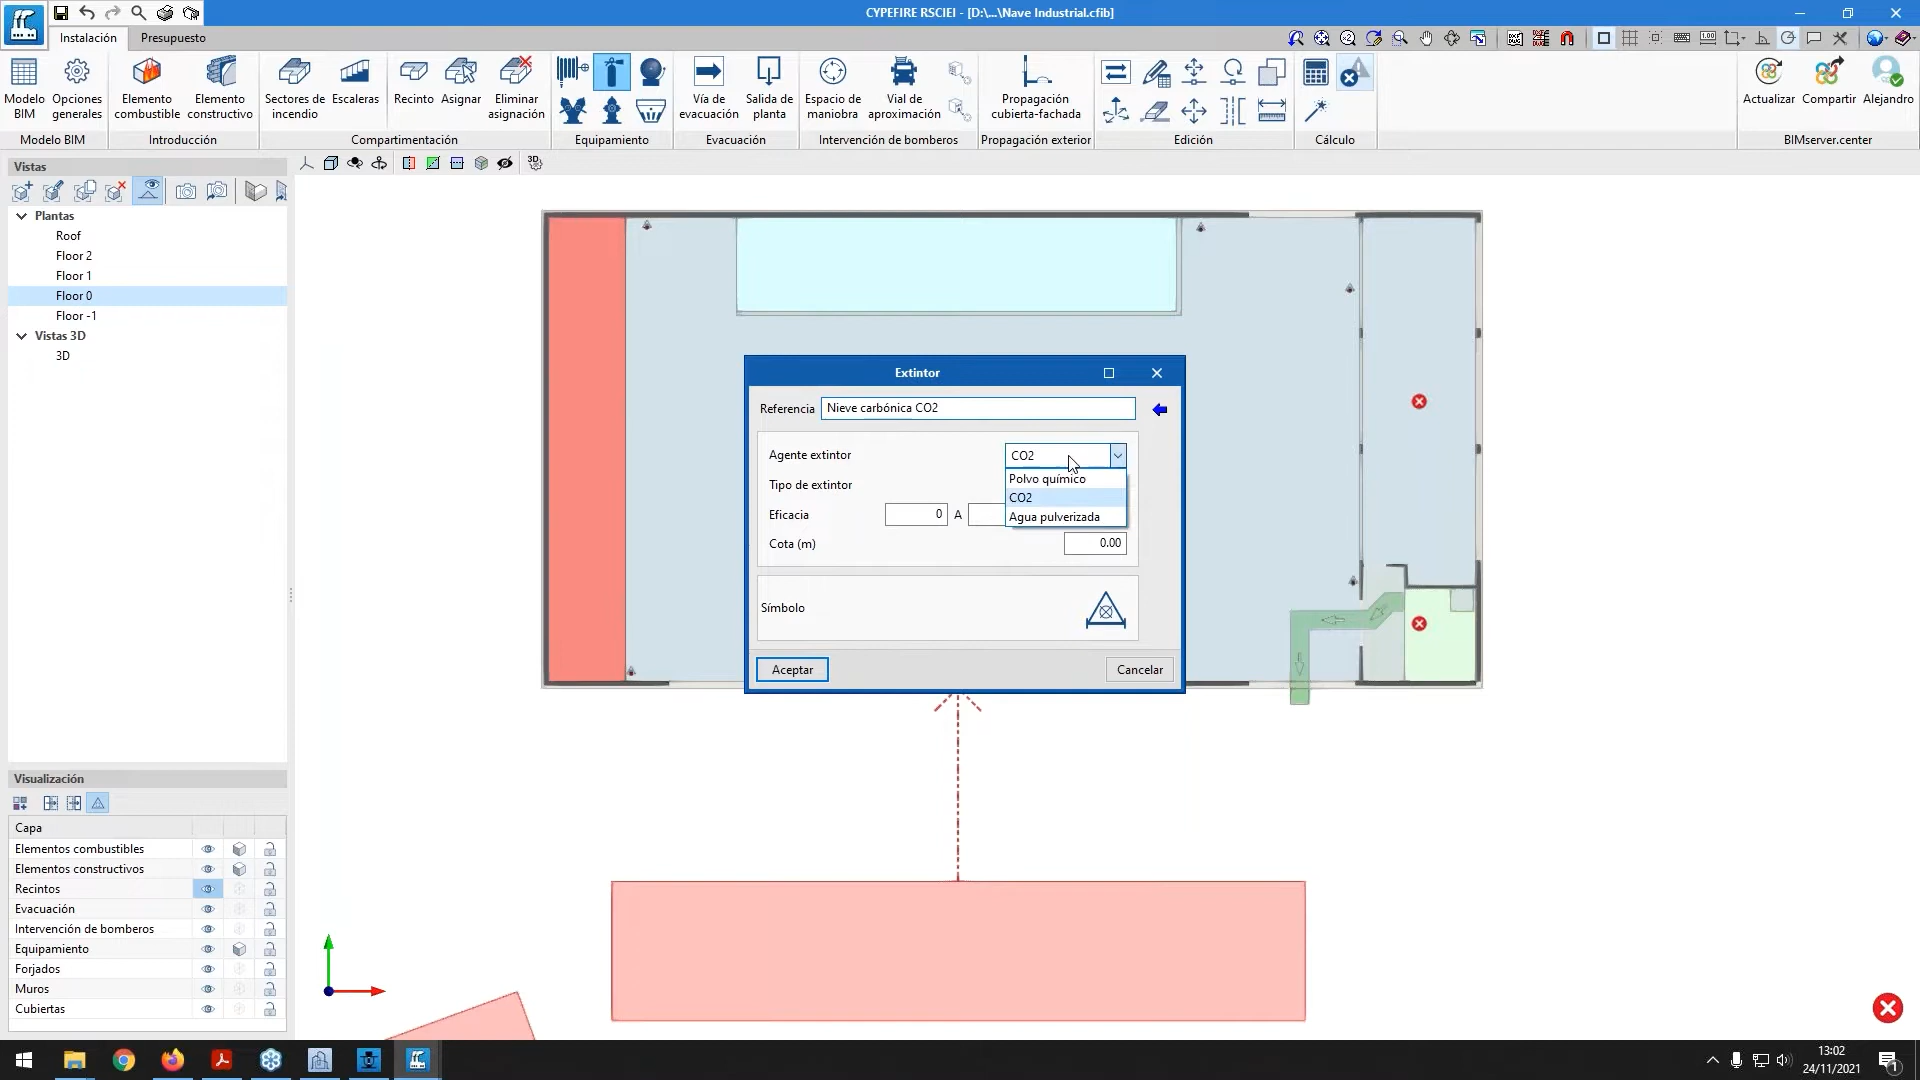 CYPEFIRE RSCIEI - [D:\...\Nave Industrial.cfib]
Instalación
Presupuesto
Modelo BIM
Opciones generales
Elemento combustible
Elemento constructivo
Sectores de incendio
Escaleras
Recinto
Asignar
Eliminar asignación
Vía de evacuación
Salida de planta
Espacio de maniobra
Vial de aproximación
Propagación cubierta-fachada
Actualizar
Compartir
Alejandro
Modelo BIM
Introducción
Compartimentación
Equipamiento
Evacuación
Intervención de bomberos
Propagación exterior
Edición
Cálculo
BIMserver.center
Vistas
Plantas
Roof
Floor 2
Floor 1
Floor 0
Floor -1
Vistas 3D
3D
Extintor
Referencia
Nieve carbónica CO2
Agente extintor
CO2
Polvo químico
CO2
Agua pulverizada
Tipo de extintor
Eficacia
0
A
Cota (m)
0.00
Símbolo
Aceptar
Cancelar
Visualización
Capa
Elementos combustibles
Elementos constructivos
Recintos
Evacuación
Intervención de bomberos
Equipamiento
Forjados
Muros
Cubiertas
13:02
24/11/2021
1